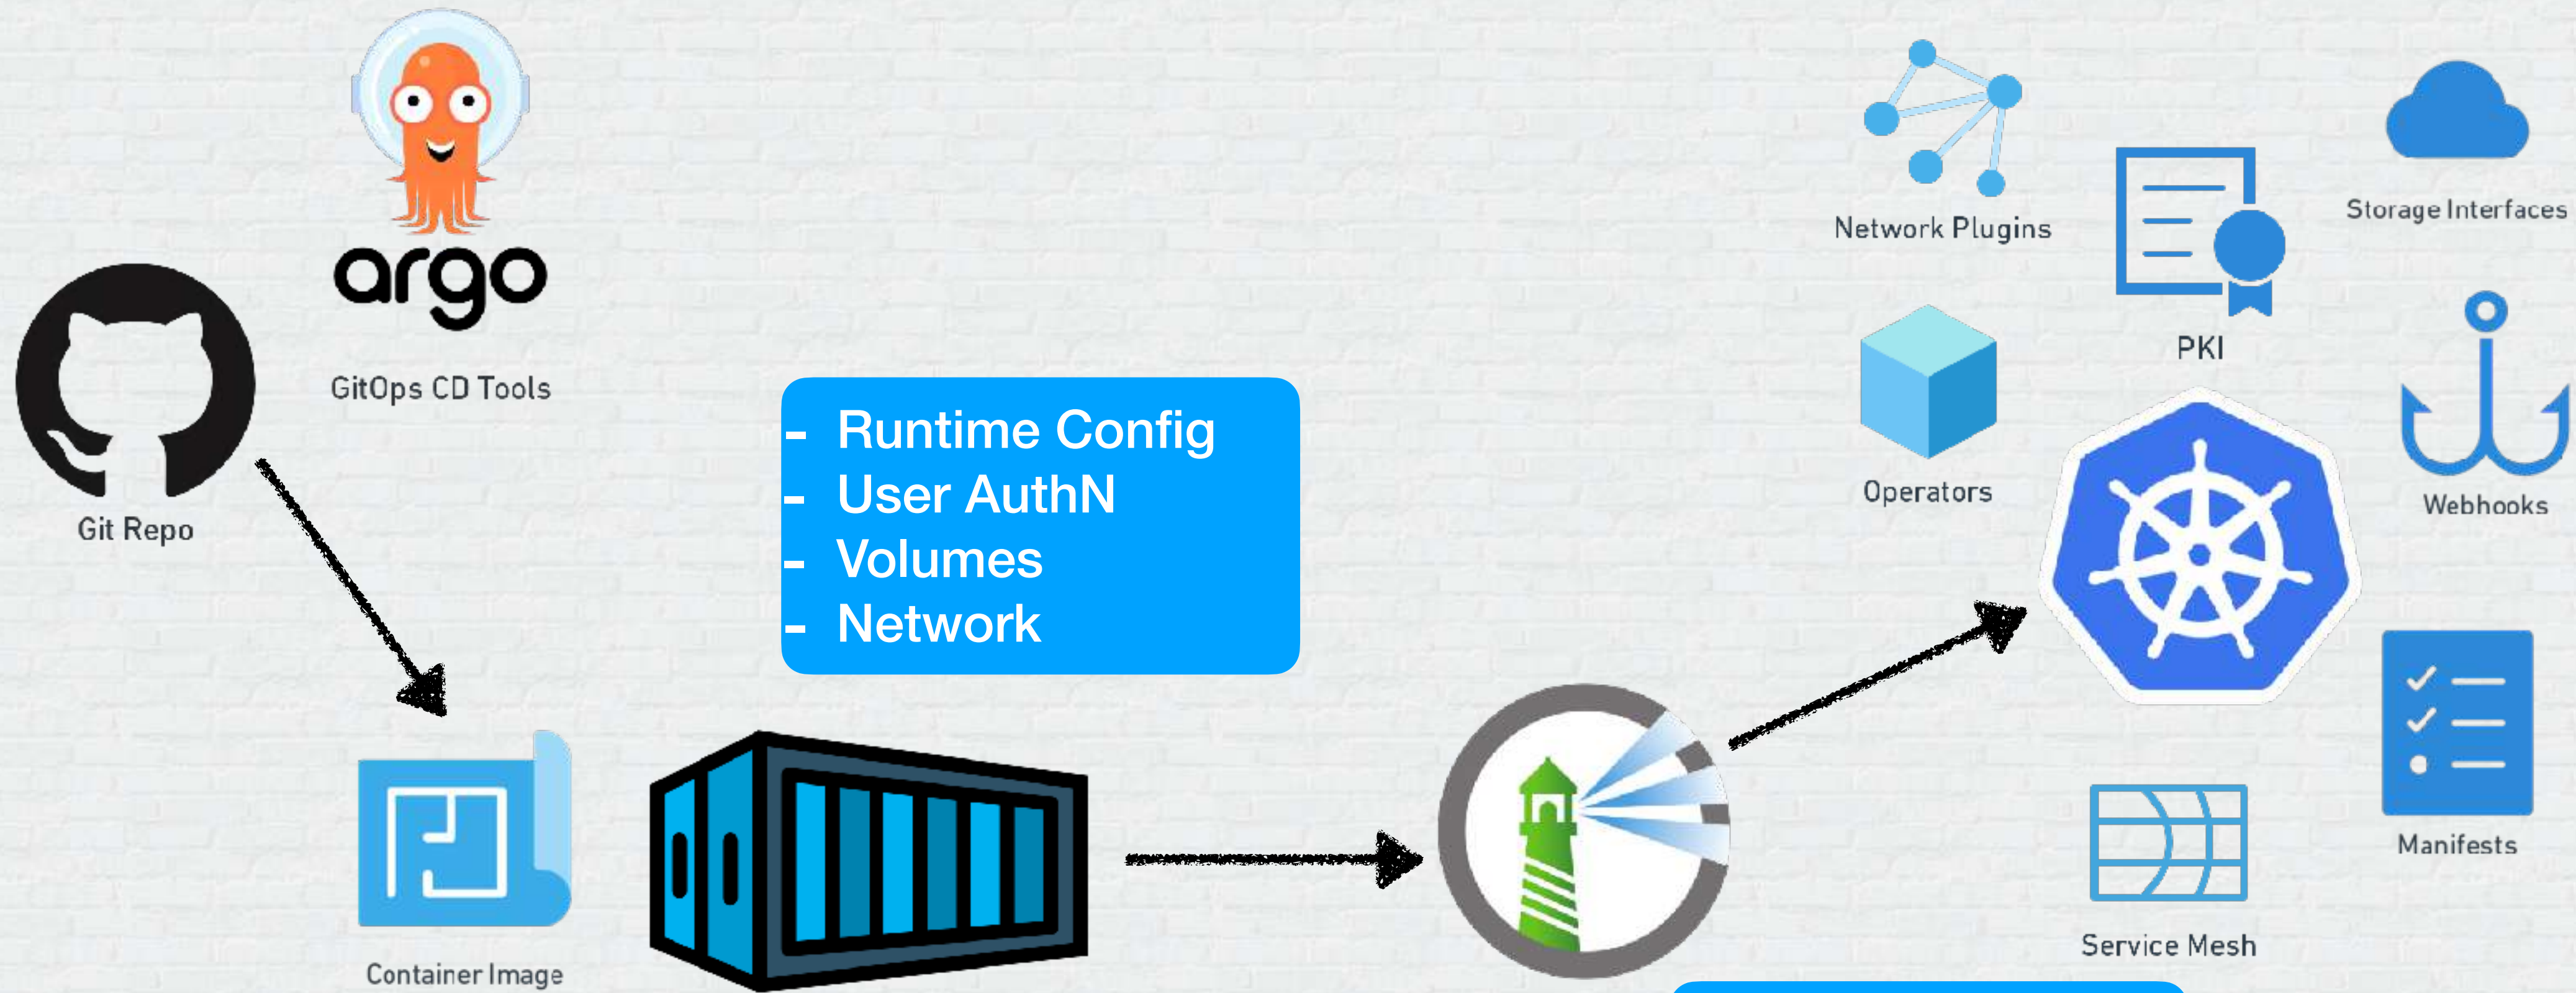 argo
GitOps CD Tools
Git Repo
- Runtime Config
- User AuthN
- Volumes
- Network
Container Image
Network Plugins
Storage Interfaces
PKI
Operators
Webhooks
Manifests
Service Mesh